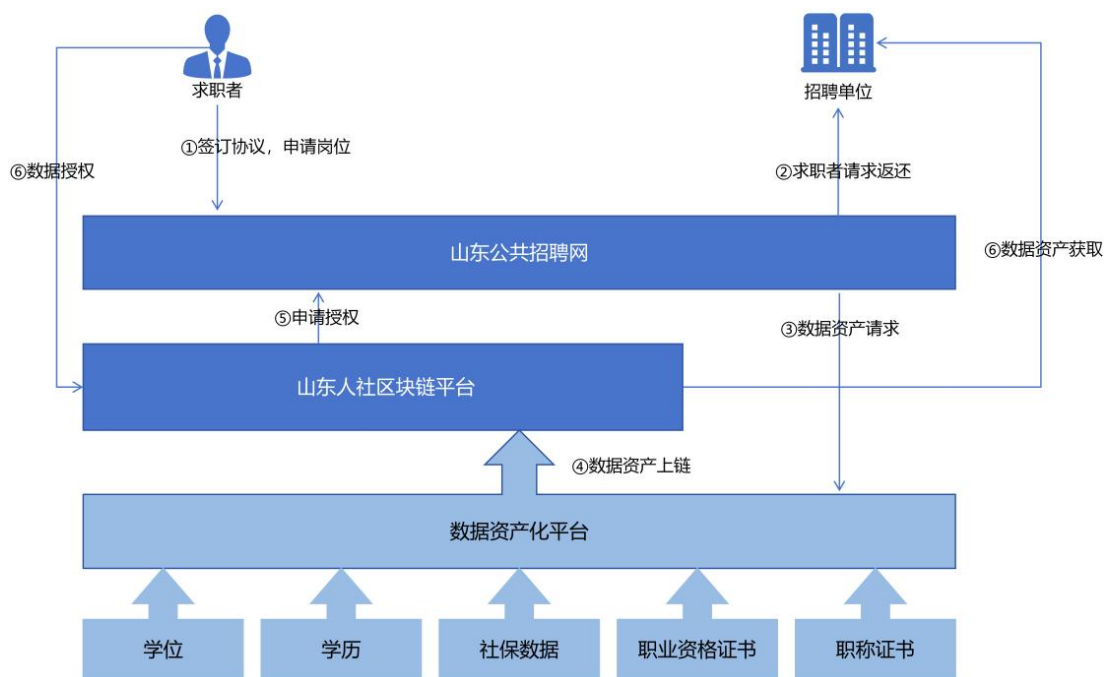 求职者
招聘单位
①签订协议，申请岗位
⑥数据授权
②求职者请求返还
山东公共招聘网
⑥数据资产获取
⑤申请授权
③数据资产请求
山东人社区块链平台
④数据资产上链
数据资产化平台
学位
学历
社保数据
职业资格证书
职称证书